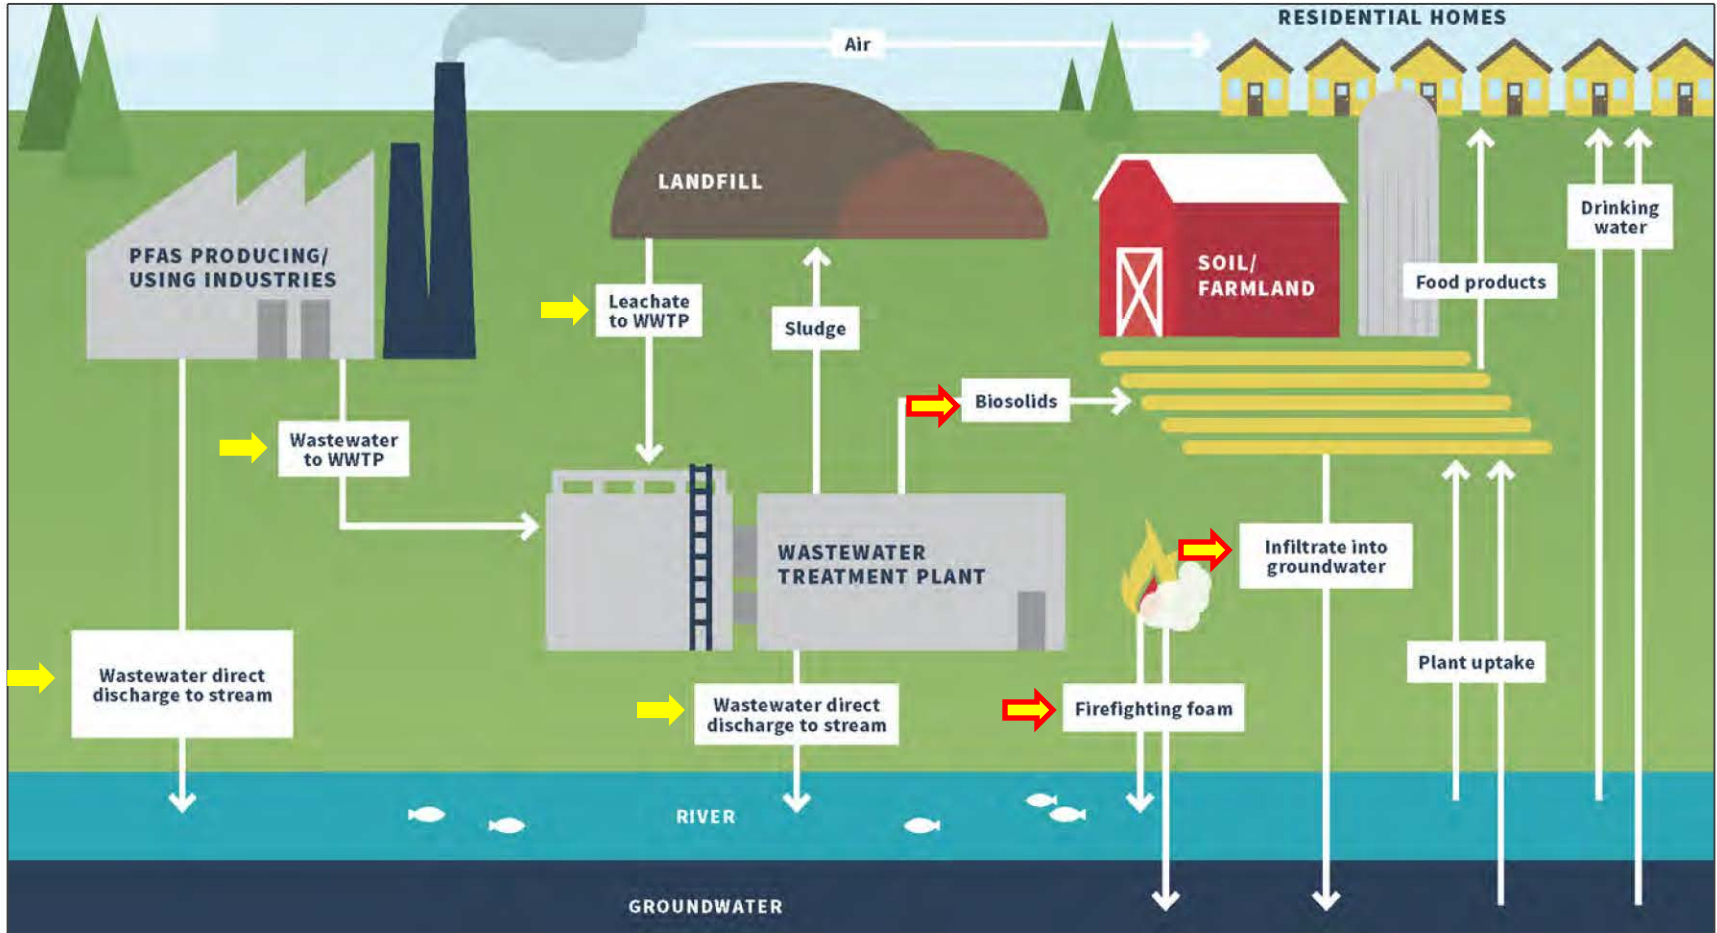 RESIDENTIAL HOMES
Air
LANDFILL
PFAS PRODUCING/
USING INDUSTRIES
Leachate
to WWTP
Sludge
SOIL/
FARMLAND
Food products
Drinking
water
Wastewater
to WWTP
Biosolids
WASTEWATER
TREATMENT PLANT
Infiltrate into
groundwater
Plant uptake
Wastewater direct
discharge to stream
Wastewater direct
discharge to stream
Firefighting foam
RIVER
GROUNDWATER